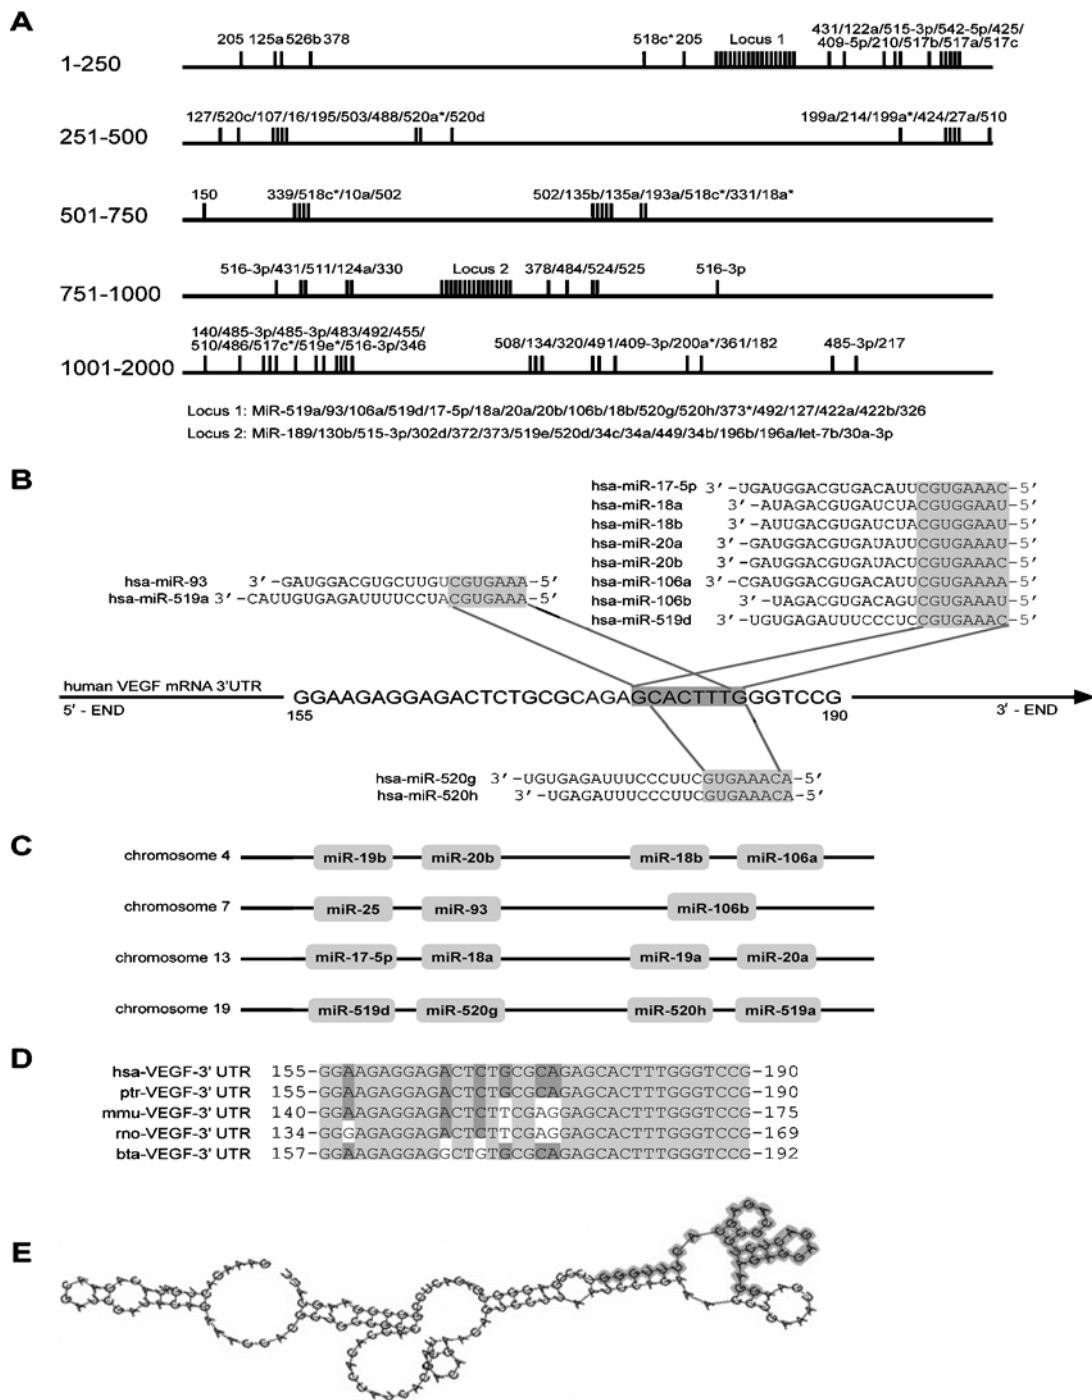 A
205 125a 526b 378
518c* 205
Locus 1
431/122a/515-3p/542-5p/425/
409-5p/210/517b/517a/517c
1-250
127/520c/107/16/195/503/488/520a*/520d
199a/214/199a*/424/27a/510
251-500
150
339/518c*/10a/502
502/135b/135a/193a/518c*/331/18a*
501-750
516-3p/431/511/124a/330
Locus 2
378/484/524/525
516-3p
751-1000
140/485-3p/485-3p/483/492/455/
510/486/517c*/519e*/516-3p/346
508/134/320/491/409-3p/200a*/361/182
485-3p/217
1001-2000
Locus 1: MiR-519a/93/106a/519d/17-5p/18a/20a/20b/106b/18b/520g/520h/373*/492/127/422a/422b/326
Locus 2: MiR-189/130b/515-3p/302d/372/373/519e/520d/34c/34a/449/34b/196b/196a/let-7b/30a-3p
B
hsa-miR-17-5p 3′-UGAUGGACGUGACAUUCGUGAAAC-5′
hsa-miR-18a 3′-AUAGACGUGAUCUACGUGGAAU-5′
hsa-miR-18b 3′-AUUGACGUGAUCUACGUGGAAU-5′
hsa-miR-20a 3′-GAUGGACGUGAUAUUCGUGAAAU-5′
hsa-miR-20b 3′-GAUGGACGUGAUACUCGUGAAAC-5′
hsa-miR-106a 3′-CGAUGGACGUGACAUUCGUGAAAA-5′
hsa-miR-106b 3′-UAGACGUGACAGUCGUGAAAU-5′
hsa-miR-519d 3′-UGUGAGAUUUCCCUCCGUGAAAC-5′
hsa-miR-93 3′-GAUGGACGUGCUUGUCGUGAAA-5′
hsa-miR-519a 3′-CAUUGUGAGAUUUUCCUACGUGAAA-5′
human VEGF mRNA 3'UTR
5′ - END
GGAAGAGGAGACTCTGCGCAGAGCACTTTGGGTCCG
155
190
3′ - END
hsa-miR-520g 3′-UGUGAGAUUUCCCUUCGUGAAACA-5′
hsa-miR-520h 3′-UGAGAUUUCCCUUCGUGAAACA-5′
C
chromosome 4 miR-19b miR-20b miR-18b miR-106a
chromosome 7 miR-25 miR-93 miR-106b
chromosome 13 miR-17-5p miR-18a miR-19a miR-20a
chromosome 19 miR-519d miR-520g miR-520h miR-519a
D
hsa-VEGF-3' UTR 155-GGAAGAGGAGACTCTGCGCAGAGCACTTTGGGTCCG-190
ptr-VEGF-3' UTR 155-GGAAGAGGAGACTCTGCGCAGAGCACTTTGGGTCCG-190
mmu-VEGF-3' UTR 140-GGAAGAGGAGACTCTTCGAGGAGCACTTTGGGTCCG-175
rno-VEGF-3' UTR 134-GGGAGAGGAGACTCTTCGAGGAGCACTTTGGGTCCG-169
bta-VEGF-3' UTR 157-GGAAGAGGAGGCTGTGCGCAGAGCACTTTGGGTCCG-192
E